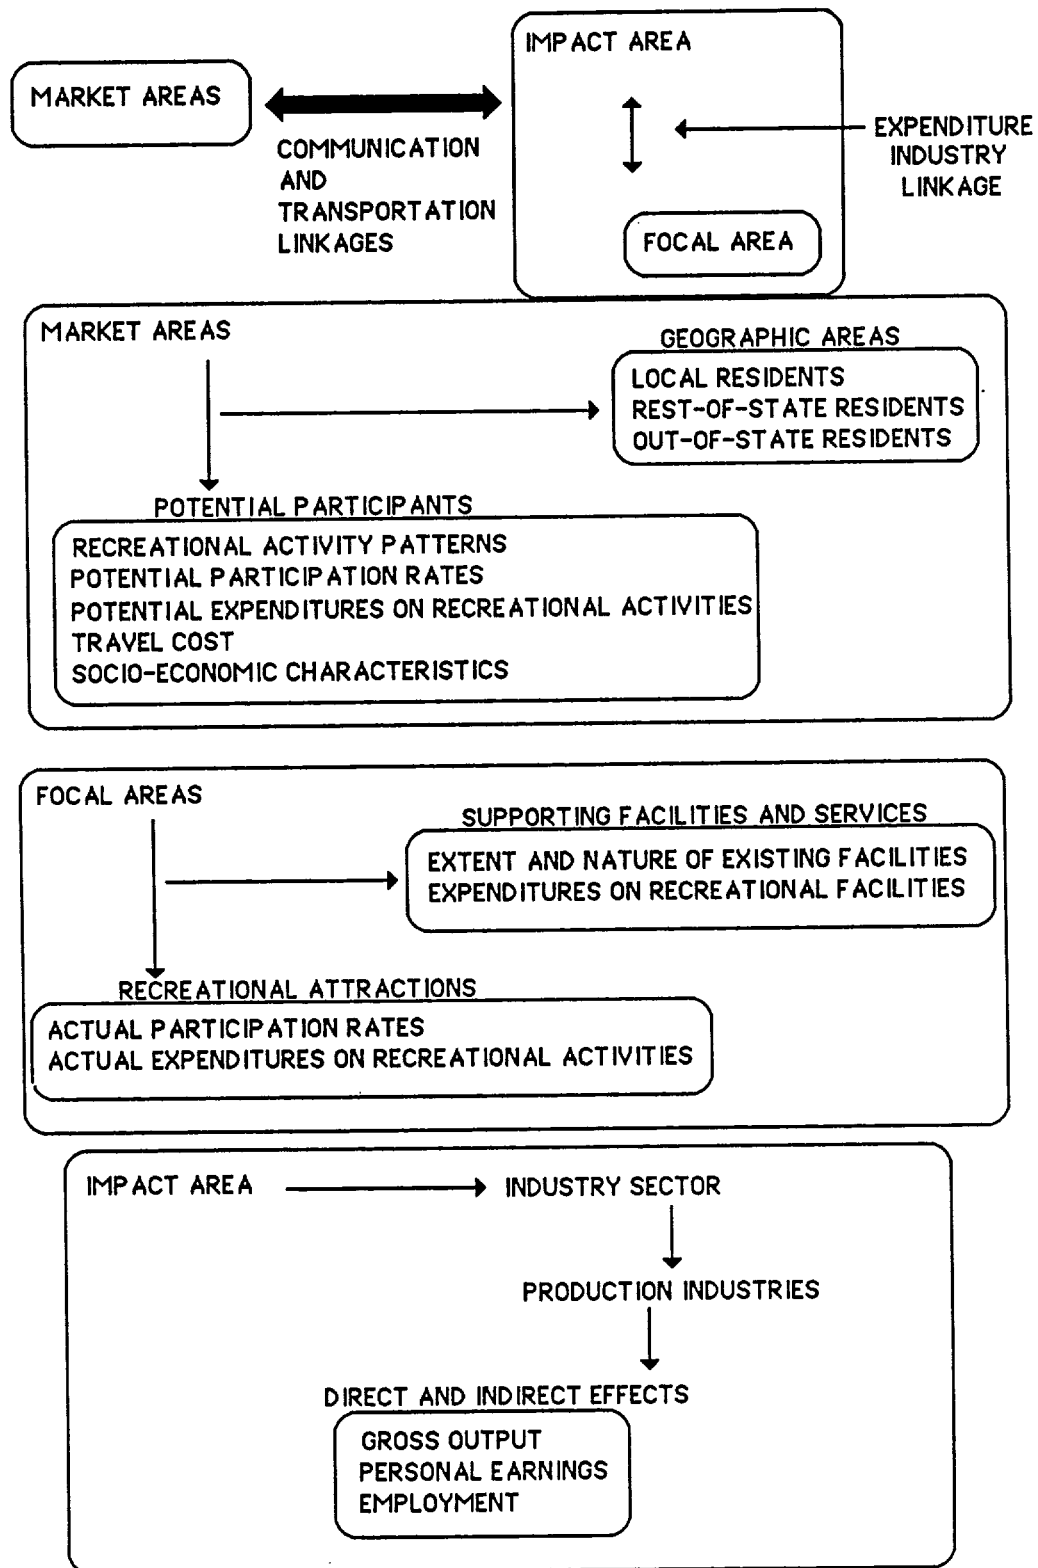 IMPACT AREA
MARKET AREAS
COMMUNICATION
AND
TRANSPORTATION
LINKAGES
EXPENDITURE
INDUSTRY
LINKAGE
FOCAL AREA
MARKET AREAS
GEOGRAPHIC AREAS
LOCAL RESIDENTS
REST-OF-STATE RESIDENTS
OUT-OF-STATE RESIDENTS
POTENTIAL PARTICIPANTS
RECREATIONAL ACTIVITY PATTERNS
POTENTIAL PARTICIPATION RATES
POTENTIAL EXPENDITURES ON RECREATIONAL ACTIVITIES
TRAVEL COST
SOCIO-ECONOMIC CHARACTERISTICS
FOCAL AREAS
SUPPORTING FACILITIES AND SERVICES
EXTENT AND NATURE OF EXISTING FACILITIES
EXPENDITURES ON RECREATIONAL FACILITIES
RECREATIONAL ATTRACTIONS
ACTUAL PARTICIPATION RATES
ACTUAL EXPENDITURES ON RECREATIONAL ACTIVITIES
IMPACT AREA
INDUSTRY SECTOR
PRODUCTION INDUSTRIES
DIRECT AND INDIRECT EFFECTS
GROSS OUTPUT
PERSONAL EARNINGS
EMPLOYMENT